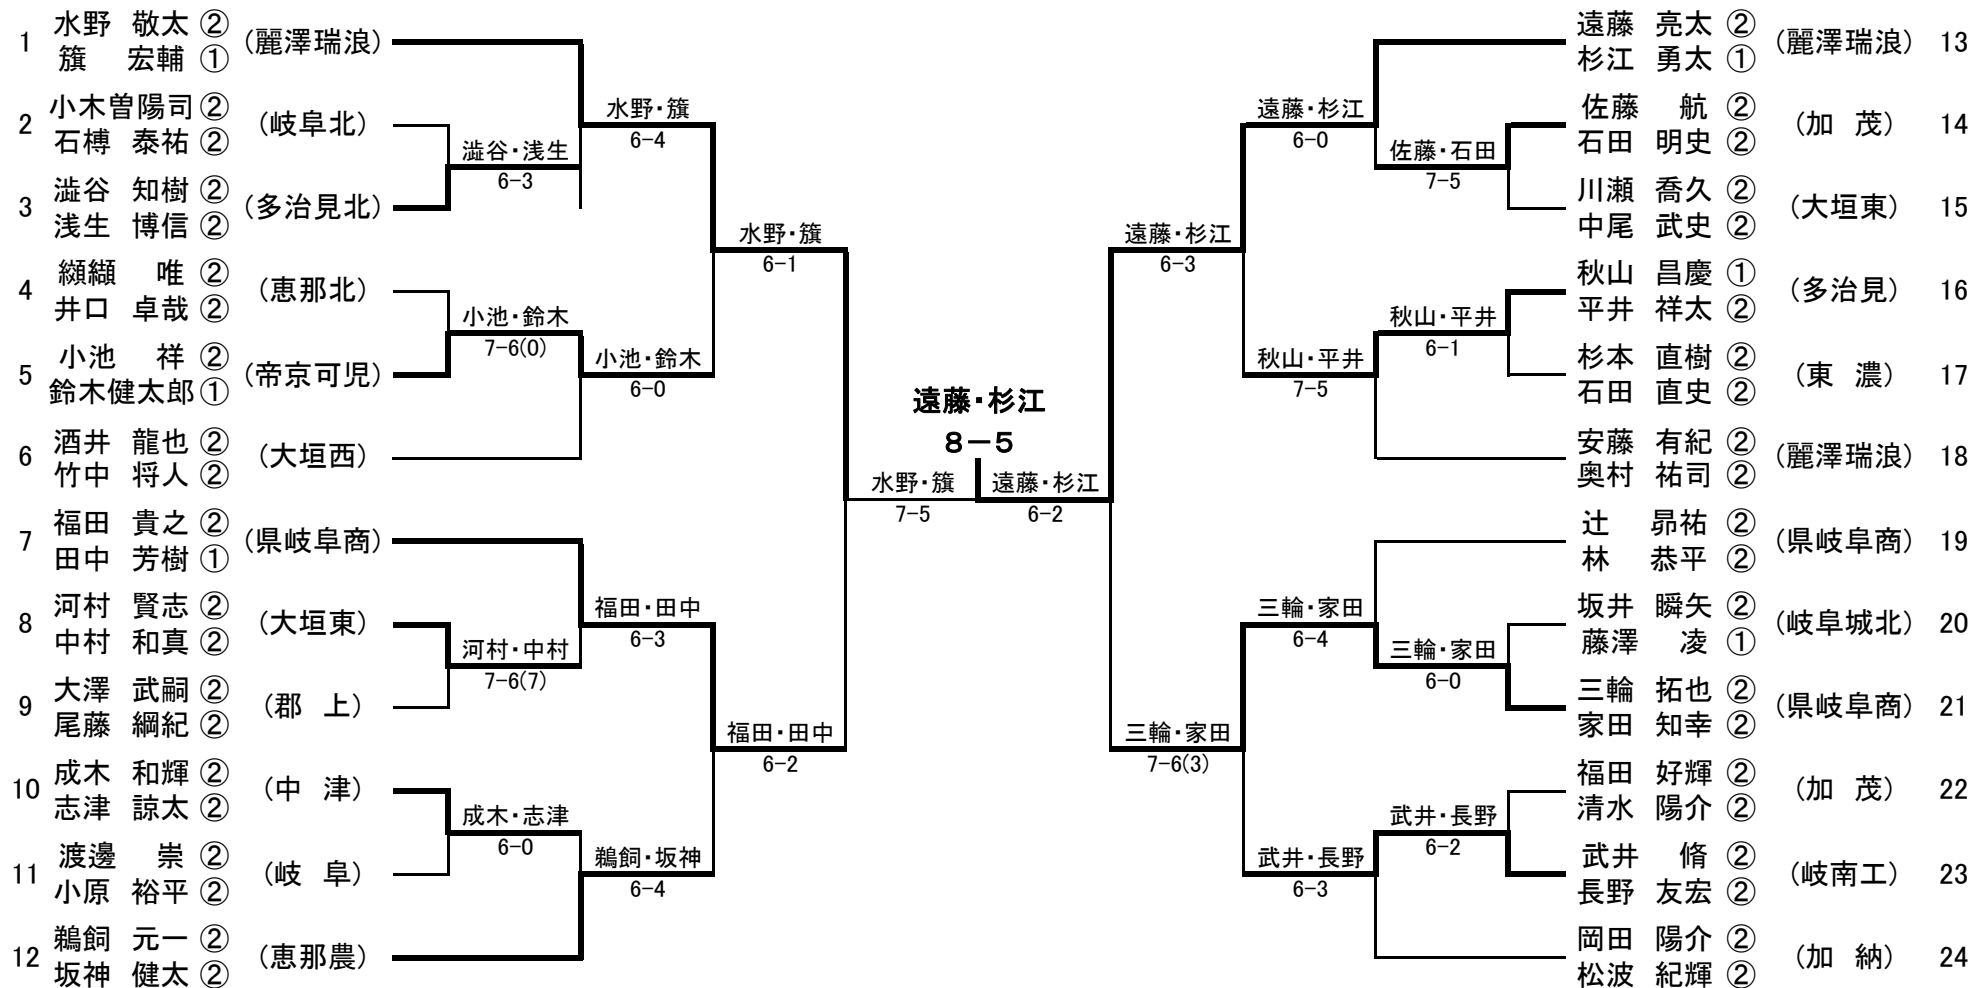 1 水野 敬太 ② (麗澤瑞浪)
籏 宏輔 ①
2 小木曽陽司 ② (岐阜北)
石榑 泰祐 ②
3 澁谷 知樹 ② (多治見北)
浅生 博信 ②
4 纐纈 唯 ② (恵那北)
井口 卓哉 ②
5 小池 祥 ② (帝京可児)
鈴木健太郎 ①
6 酒井 龍也 ② (大垣西)
竹中 将人 ②
7 福田 貴之 ② (県岐阜商)
田中 芳樹 ①
8 河村 賢志 ② (大垣東)
中村 和真 ②
9 大澤 武嗣 ② (郡 上)
尾藤 綱紀 ②
10 成木 和輝 ② (中 津)
志津 諒太 ②
11 渡邊 崇 ② (岐 阜)
小原 裕平 ②
12 鵜飼 元一 ② (恵那農)
坂神 健太 ②
澁谷・浅生
6-3
小池・鈴木
7-6(0)
河村・中村
7-6(7)
成木・志津
6-0
水野・籏
6-4
小池・鈴木
6-0
福田・田中
6-3
鵜飼・坂神
6-4
水野・籏
6-1
福田・田中
6-2
水野・籏
7-5
遠藤・杉江
8-5
遠藤・杉江
6-2
遠藤・杉江
6-3
三輪・家田
7-6(3)
遠藤・杉江
6-0
秋山・平井
7-5
三輪・家田
6-4
武井・長野
6-3
佐藤・石田
7-5
秋山・平井
6-1
三輪・家田
6-0
武井・長野
6-2
遠藤 亮太 ② (麗澤瑞浪) 13
杉江 勇太 ①
佐藤 航 ② (加 茂) 14
石田 明史 ②
川瀬 喬久 ② (大垣東) 15
中尾 武史 ②
秋山 昌慶 ① (多治見) 16
平井 祥太 ②
杉本 直樹 ② (東 濃) 17
石田 直史 ②
安藤 有紀 ② (麗澤瑞浪) 18
奥村 祐司 ②
辻 昴祐 ② (県岐阜商) 19
林 恭平 ②
坂井 瞬矢 ② (岐阜城北) 20
藤澤 凌 ①
三輪 拓也 ② (県岐阜商) 21
家田 知幸 ②
福田 好輝 ② (加 茂) 22
清水 陽介 ②
武井 脩 ② (岐南工) 23
長野 友宏 ②
岡田 陽介 ② (加 納) 24
松波 紀輝 ②